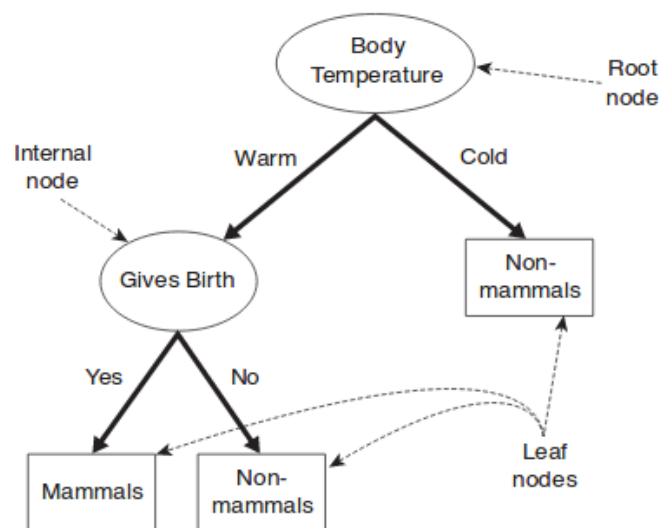 Body
Temperature
Root
node
Internal
node
Warm
Cold
Gives Birth
Non-
mammals
Yes
No
Mammals
Non-
mammals
Leaf
nodes